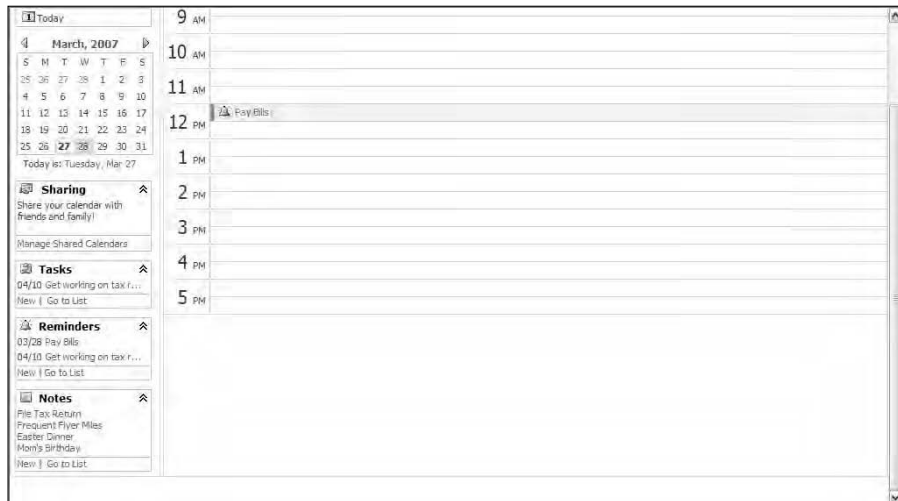 Today
March, 2007
S M T W T F S
25 26 27 28 1 2 3
4 5 6 7 8 9 10
11 12 13 14 15 16 17
18 19 20 21 22 23 24
25 26 27 28 29 30 31
Today is: Tuesday, Mar 27
Sharing
Share your calendar with
friends and family!
Manage Shared Calendars
Tasks
04/10 Get working on tax r...
New | Go to List
Reminders
03/28 Pay Bills
04/10 Get working on tax r...
New | Go to List
Notes
File Tax Return
Frequent Flyer Miles
Easter Dinner
Mom's Birthday
New | Go to List
9 AM
10 AM
11 AM
12 PM
Pay Bills
1 PM
2 PM
3 PM
4 PM
5 PM